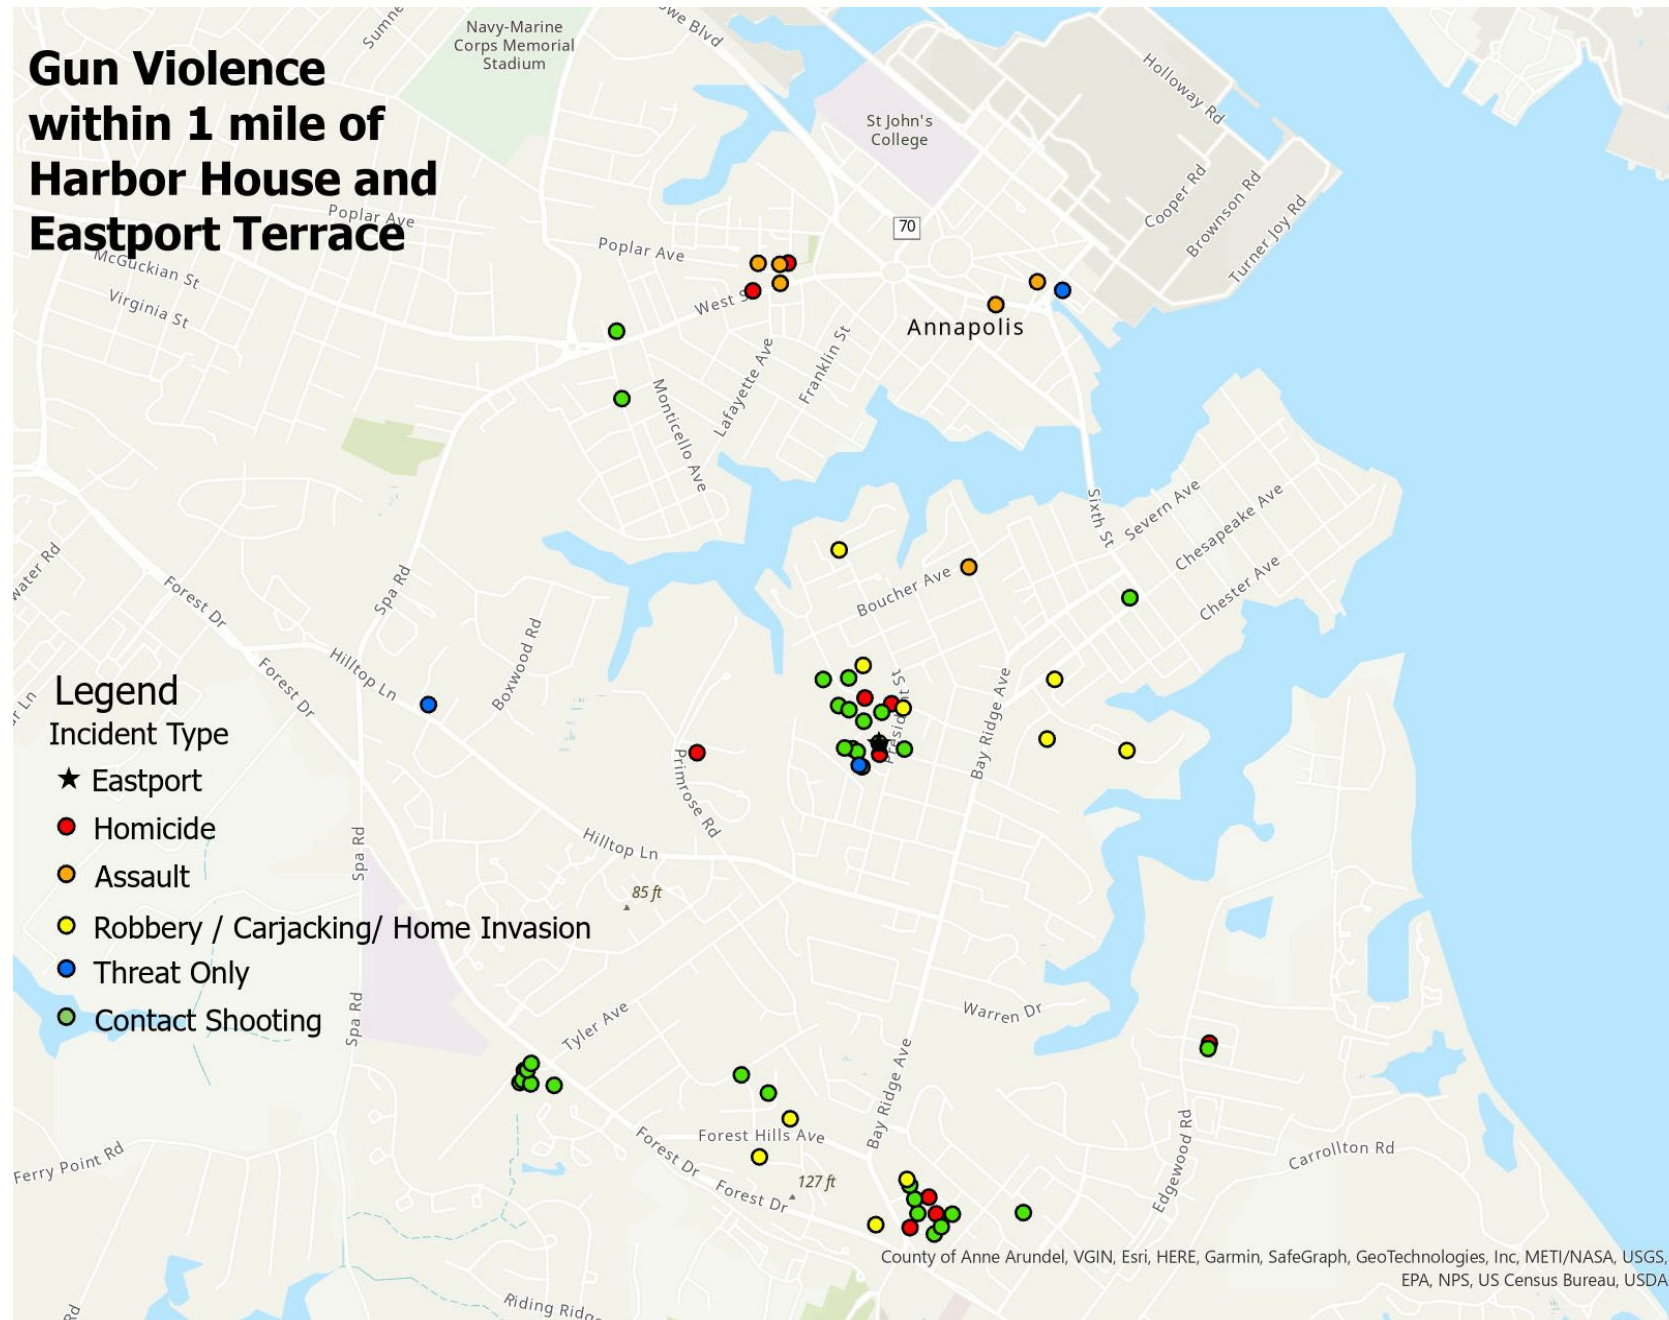 Gun Violence
within 1 mile of
Harbor House and
Eastport Terrace
Navy-Marine
Corps Memorial
Stadium
Holloway Rd
St John's
College
Cooper Rd
Brownson Rd
Turner Joy Rd
70
Poplar Ave
Poplar Ave
McGuckian St
Virginia St
West S
Annapolis
Franklin St
Lafayette Ave
Monticello Ave
Sixth St
Severn Ave
Chesapeake Ave
Chester Ave
Boucher Ave
Spa Rd
Forest Dr
Hilltop Ln
Forest Dr
Boxwood Rd
Bay Ridge Ave
Primrose Rd
Hilltop Ln
85 ft
Legend
Incident Type
Eastport
Homicide
Assault
Robbery / Carjacking/ Home Invasion
Threat Only
Contact Shooting
Spa Rd
Spa Rd
Tyler Ave
Warren Dr
Bay Ridge Ave
Forest Hills Ave
Forest Dr
Forest Dr
127 ft
Edgewood Rd
Carrollton Rd
Ferry Point Rd
Riding Ridge
County of Anne Arundel, VGIN, Esri, HERE, Garmin, SafeGraph, GeoTechnologies, Inc, METI/NASA, USGS,
EPA, NPS, US Census Bureau, USDA